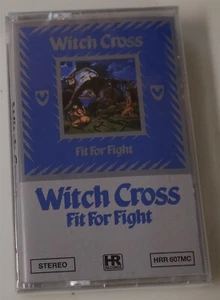 Witch Cross
Fit For Fight
Witch Cross
Fit For Fight
STEREO
HR
HRR 607MC